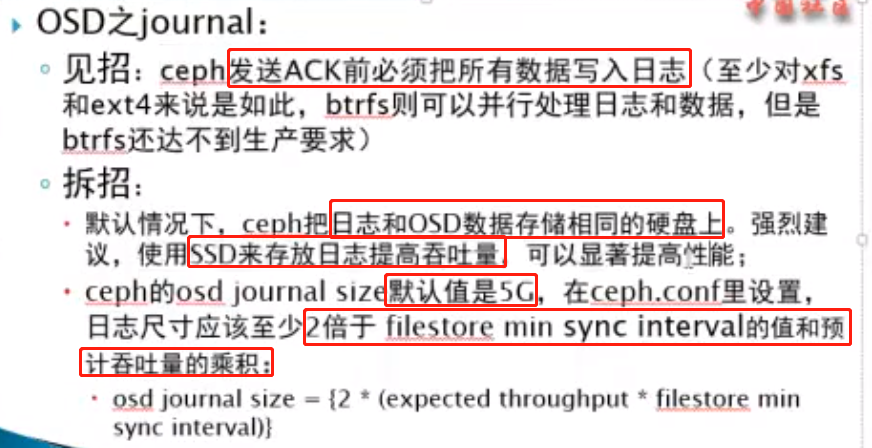 中国社区
OSD之journal：
见招：ceph发送ACK前必须把所有数据写入日志（至少对xfs
和ext4来说是如此，btrfs则可以并行处理日志和数据，但是
btrfs还达不到生产要求）
拆招：
默认情况下，ceph把日志和OSD数据存储相同的硬盘上。强烈建
议，使用SSD来存放日志提高吞吐量，可以显著提高性能；
ceph的osd journal size默认值是5G，在ceph.conf里设置，
日志尺寸应该至少2倍于 filestore min sync interval的值和预
计吞吐量的乘积：
osd journal size = {2 * (expected throughput * filestore min
sync interval)}